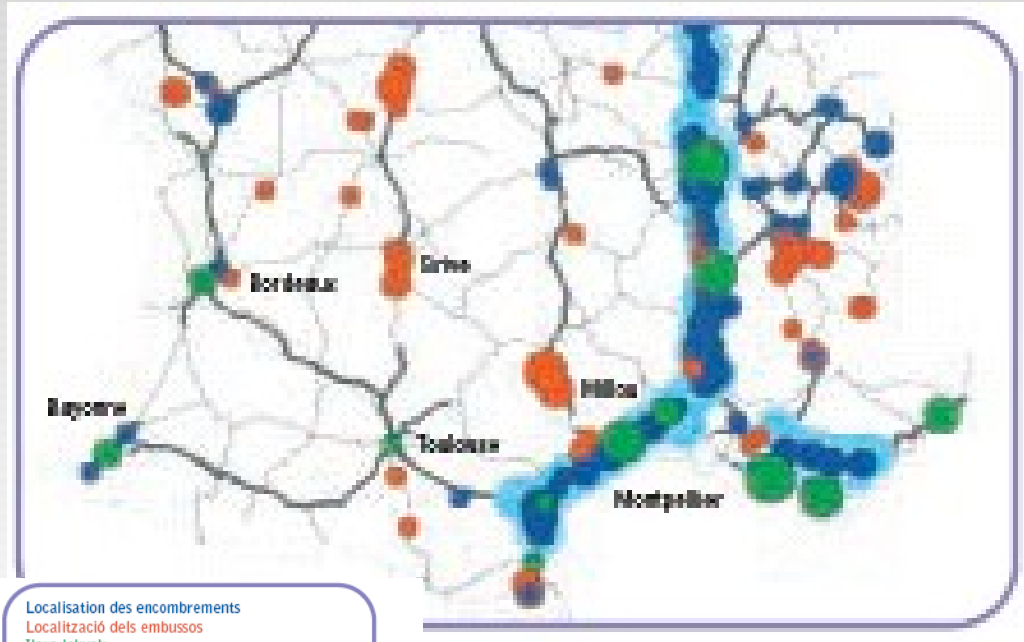 Brive
Bordeaux
Millau
Bayonne
Toulouse
Montpellier
Localisation des encombrements
Localització dels embussos